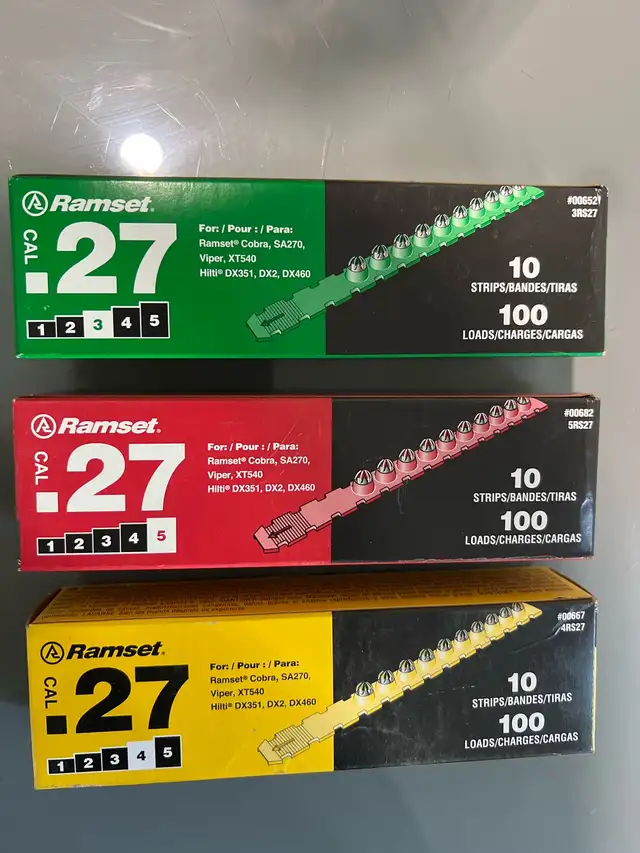 Ramset®
CAL .27
1 2 3 4 5
For: / Pour : / Para:
Ramset® Cobra, SA270,
Viper, XT540
Hilti® DX351, DX2, DX460
#00652
3RS27
10
STRIPS/BANDES/TIRAS
100
LOADS/CHARGES/CARGAS
Ramset®
CAL .27
1 2 3 4 5
For: / Pour : / Para:
Ramset® Cobra, SA270,
Viper, XT540
Hilti® DX351, DX2, DX460
#00682
5RS27
10
STRIPS/BANDES/TIRAS
100
LOADS/CHARGES/CARGAS
Ramset®
CAL .27
1 2 3 4 5
For: / Pour : / Para:
Ramset® Cobra, SA270,
Viper, XT540
Hilti® DX351, DX2, DX460
#00667
4RS27
10
STRIPS/BANDES/TIRAS
100
LOADS/CHARGES/CARGAS